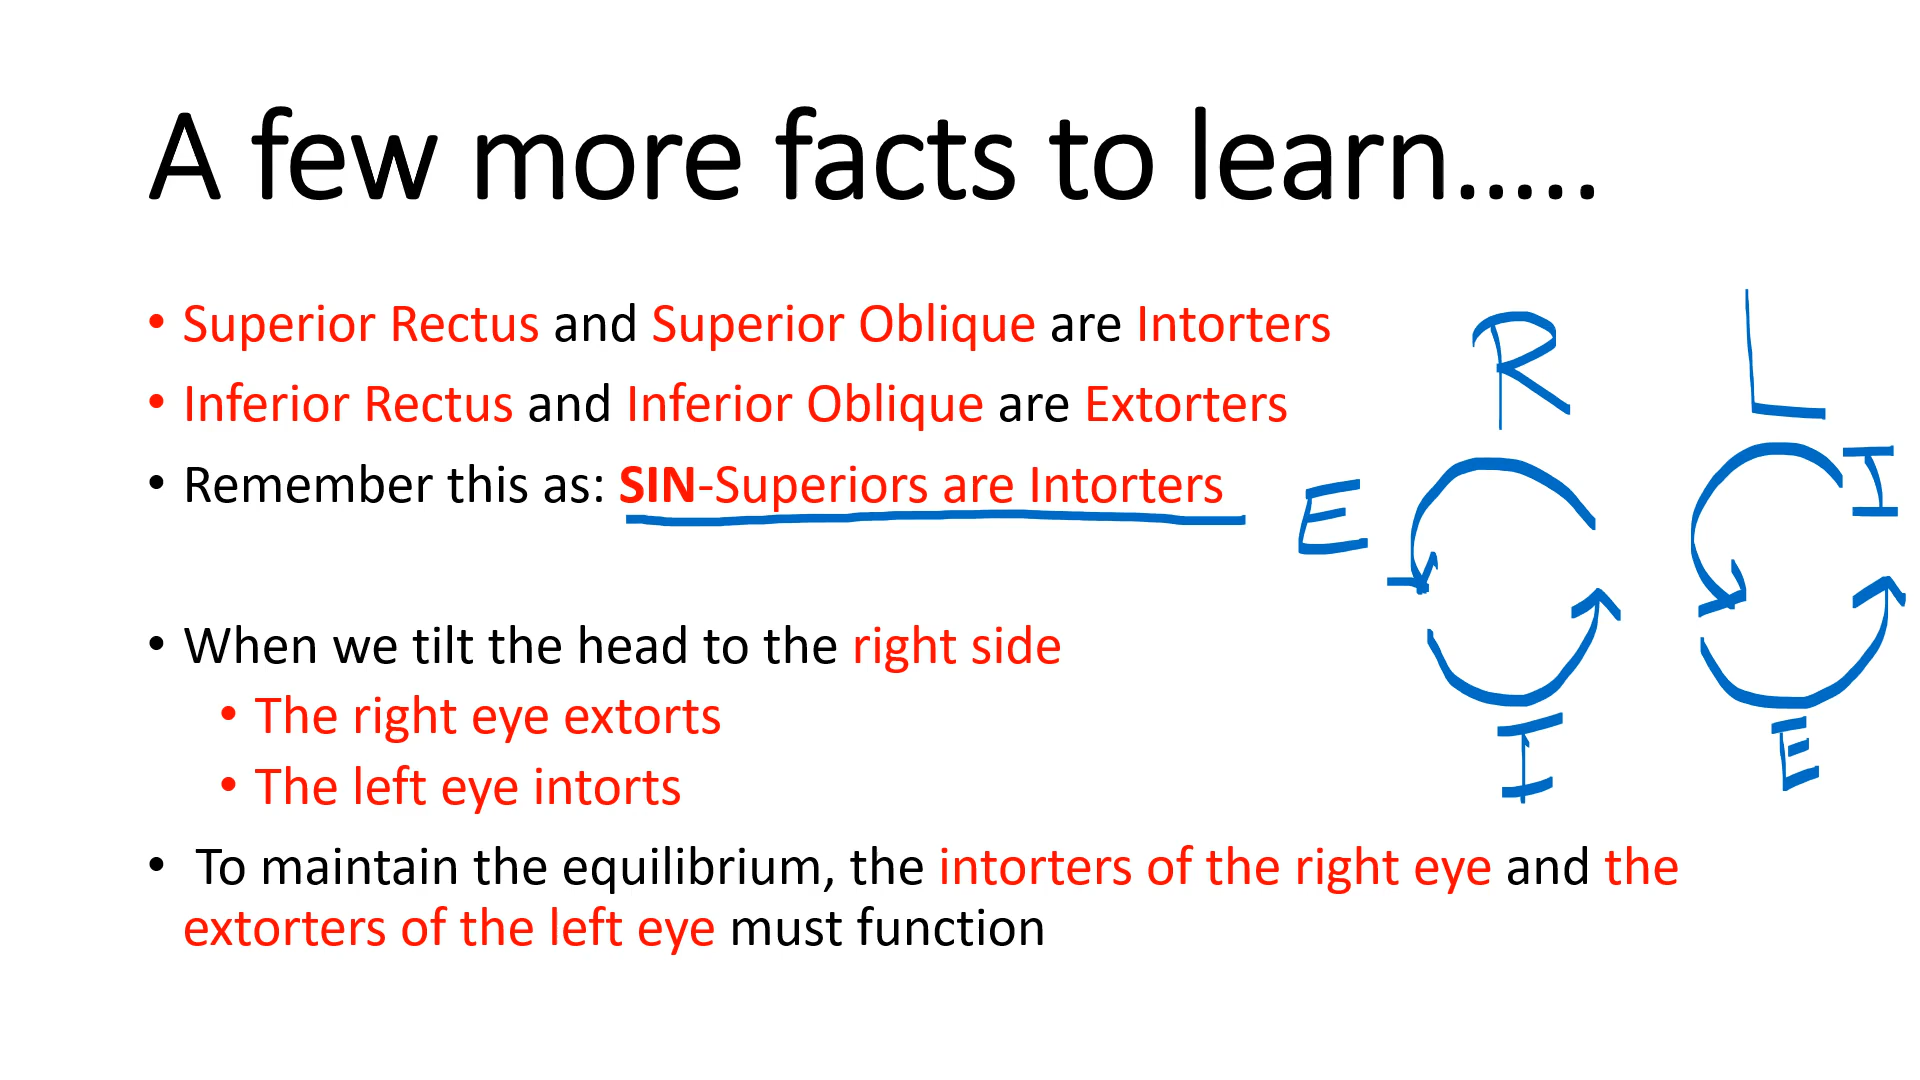 A few more facts to learn.....
• Superior Rectus and Superior Oblique are Intorters
• Inferior Rectus and Inferior Oblique are Extorters
• Remember this as: SIN-Superiors are Intorters
R L
E I
• When we tilt the head to the right side
• The right eye extorts
• The left eye intorts
I E
• To maintain the equilibrium, the intorters of the right eye and the
extorters of the left eye must function